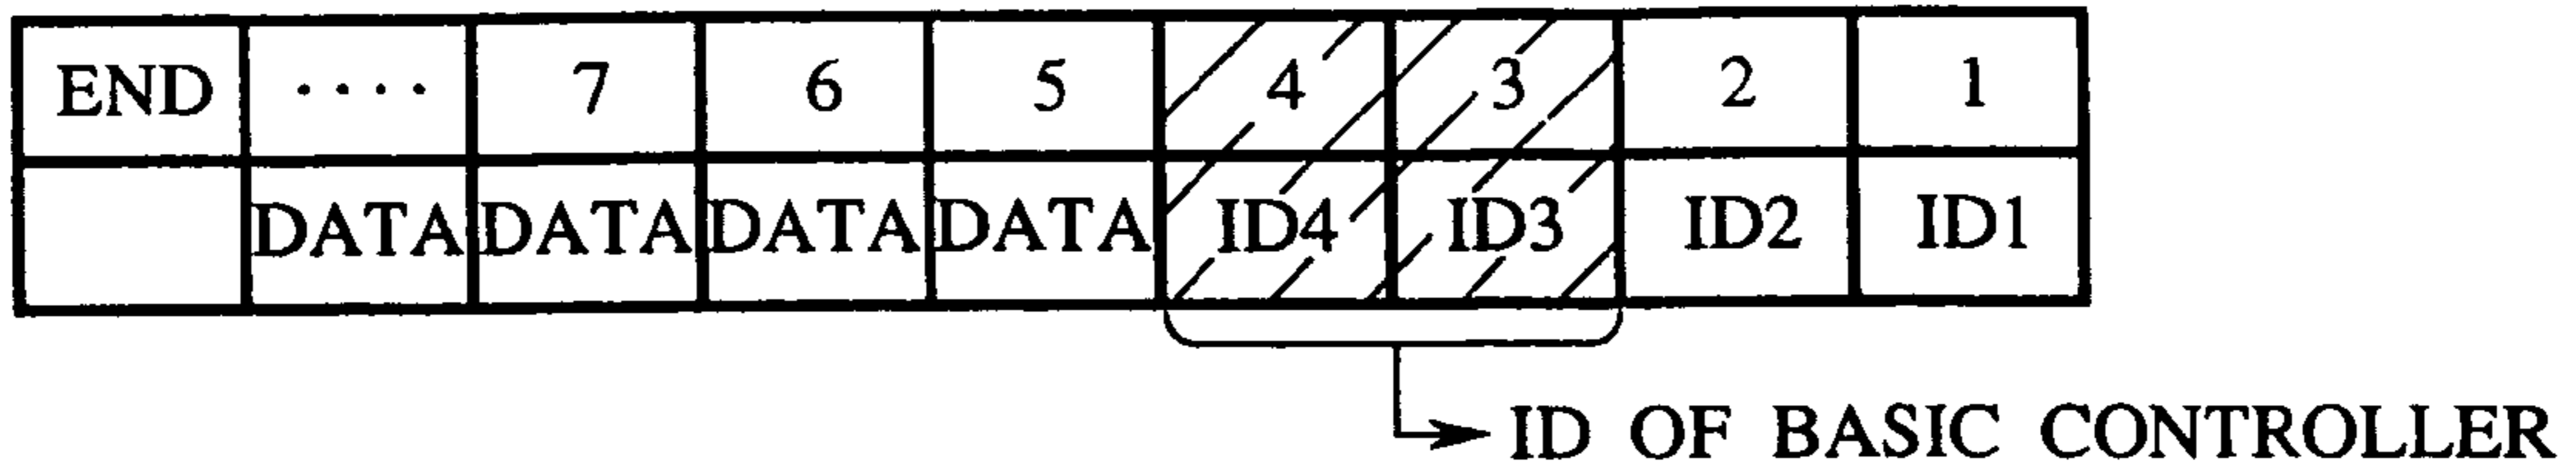 END ···· 7 6 5 4 3 2 1
DATA DATA DATA DATA ID4 ID3 ID2 ID1
ID OF BASIC CONTROLLER